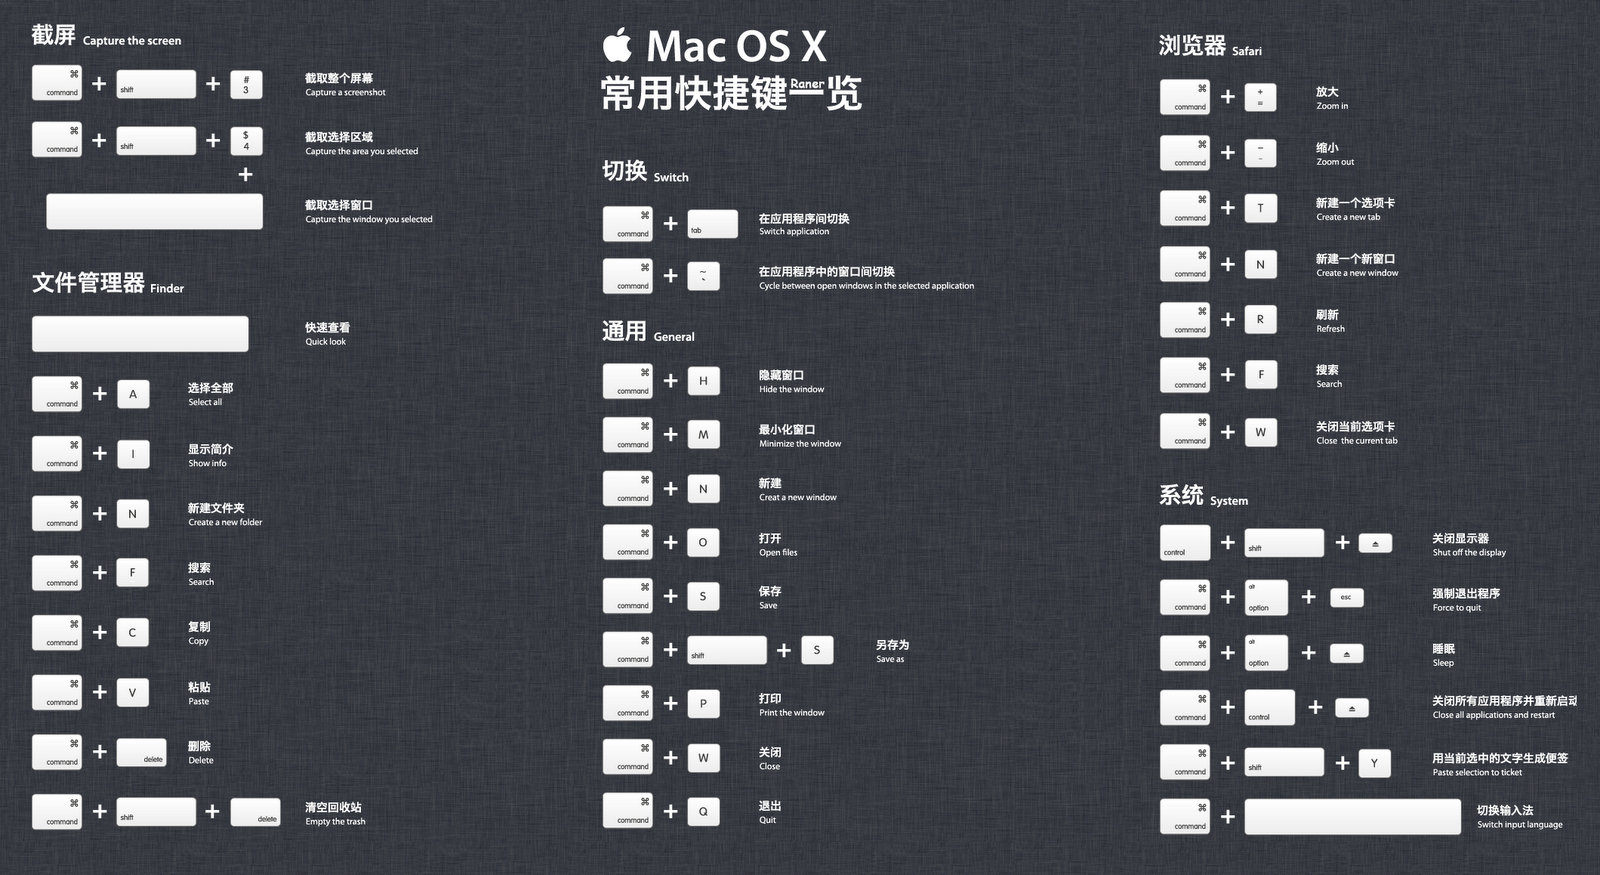 截屏 Capture the screen
⌘ command + shift + # 3 截取整个屏幕
Capture a screenshot
⌘ command + shift + $ 4 截取选择区域
Capture the area you selected
+
截取选择窗口
Capture the window you selected
文件管理器 Finder
快速查看
Quick look
⌘ command + A 选择全部
Select all
⌘ command + I 显示简介
Show info
⌘ command + N 新建文件夹
Create a new folder
⌘ command + F 搜索
Search
⌘ command + C 复制
Copy
⌘ command + V 粘贴
Paste
⌘ command + delete 删除
Delete
⌘ command + shift + delete 清空回收站
Empty the trash
Mac OS X
常用快捷键一览
Raner
切换 Switch
⌘ command + tab 在应用程序间切换
Switch application
⌘ command + ~ ` 在应用程序中的窗口间切换
Cycle between open windows in the selected application
通用 General
⌘ command + H 隐藏窗口
Hide the window
⌘ command + M 最小化窗口
Minimize the window
⌘ command + N 新建
Creat a new window
⌘ command + O 打开
Open files
⌘ command + S 保存
Save
⌘ command + shift + S 另存为
Save as
⌘ command + P 打印
Print the window
⌘ command + W 关闭
Close
⌘ command + Q 退出
Quit
浏览器 Safari
⌘ command + + = 放大
Zoom in
⌘ command + — - 缩小
Zoom out
⌘ command + T 新建一个选项卡
Create a new tab
⌘ command + N 新建一个新窗口
Create a new window
⌘ command + R 刷新
Refresh
⌘ command + F 搜索
Search
⌘ command + W 关闭当前选项卡
Close the current tab
系统 System
control + shift + ⏏ 关闭显示器
Shut off the display
⌘ command + alt option + esc 强制退出程序
Force to quit
⌘ command + alt option + ⏏ 睡眠
Sleep
⌘ command + control + ⏏ 关闭所有应用程序并重新启动
Close all applications and restart
⌘ command + shift + Y 用当前选中的文字生成便签
Paste selection to ticket
⌘ command + 切换输入法
Switch input language